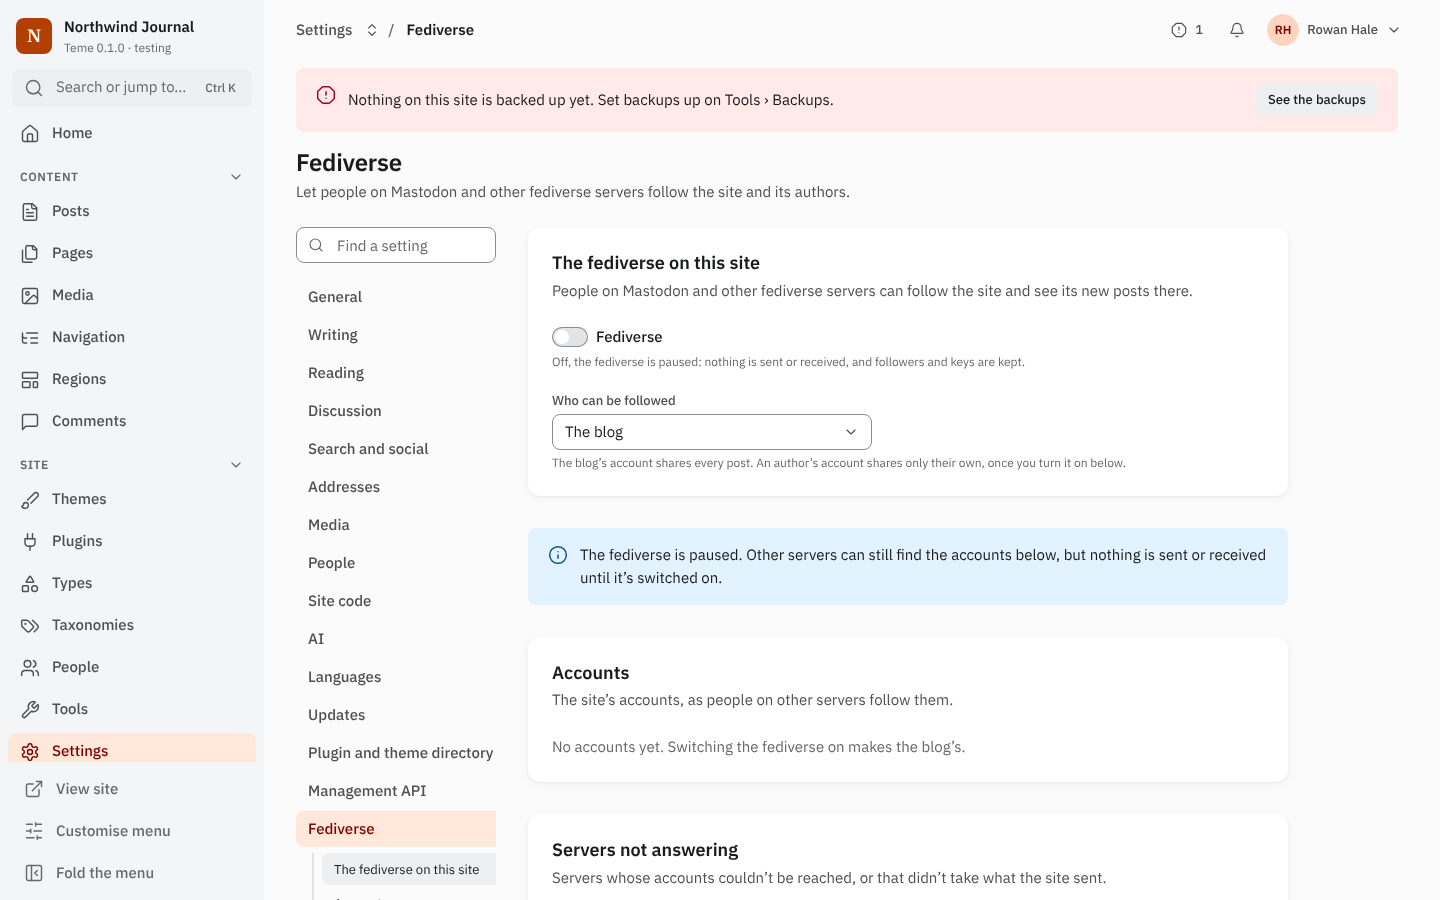 N
Northwind Journal
Teme 0.1.0 · testing
Search or jump to...
Ctrl K
Home
CONTENT
Posts
Pages
Media
Navigation
Regions
Comments
SITE
Themes
Plugins
Types
Taxonomies
People
Tools
Settings
View site
Customise menu
Fold the menu
Settings / Fediverse
1
RH
Rowan Hale
Nothing on this site is backed up yet. Set backups up on Tools › Backups.
See the backups
Fediverse
Let people on Mastodon and other fediverse servers follow the site and its authors.
Find a setting
General
Writing
Reading
Discussion
Search and social
Addresses
Media
People
Site code
AI
Languages
Updates
Plugin and theme directory
Management API
Fediverse
The fediverse on this site
The fediverse on this site
People on Mastodon and other fediverse servers can follow the site and see its new posts there.
Fediverse
Off, the fediverse is paused: nothing is sent or received, and followers and keys are kept.
Who can be followed
The blog
The blog’s account shares every post. An author’s account shares only their own, once you turn it on below.
The fediverse is paused. Other servers can still find the accounts below, but nothing is sent or received
until it’s switched on.
Accounts
The site’s accounts, as people on other servers follow them.
No accounts yet. Switching the fediverse on makes the blog’s.
Servers not answering
Servers whose accounts couldn’t be reached, or that didn’t take what the site sent.